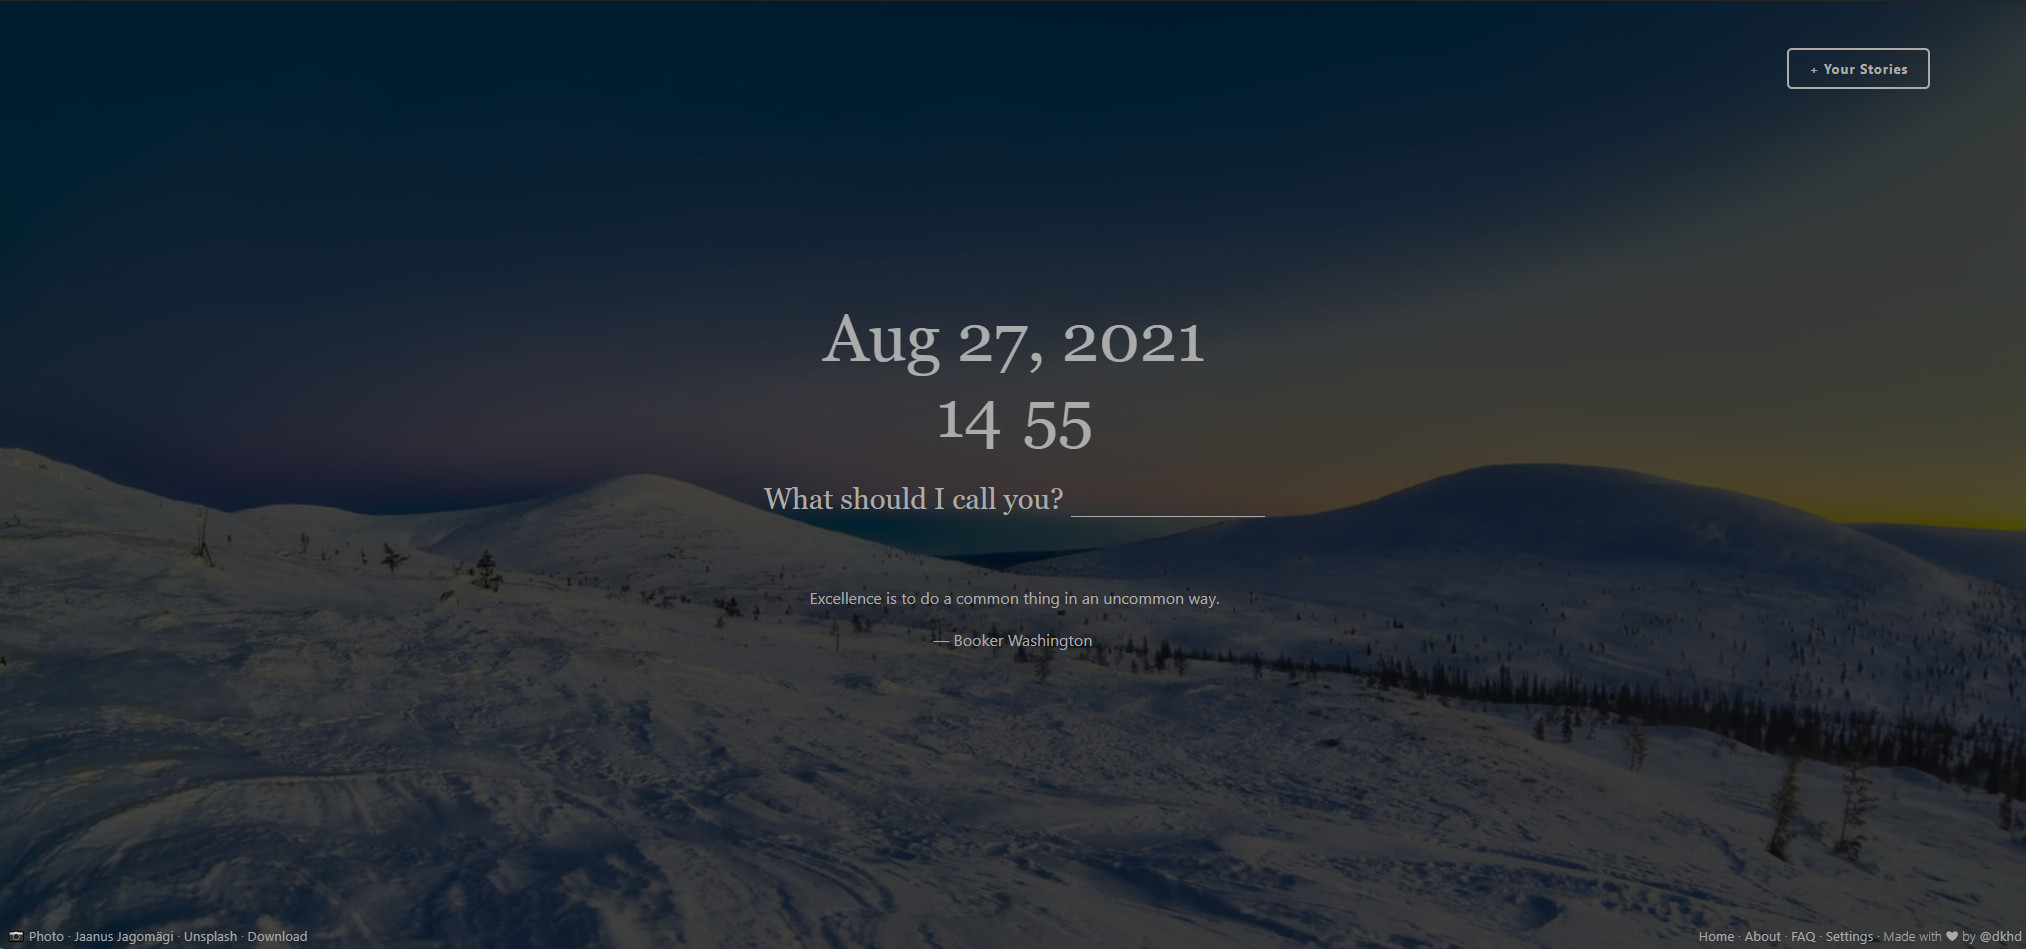 + Your Stories
Aug 27, 2021
14 55
What should I call you? ____________
Excellence is to do a common thing in an uncommon way.
— Booker Washington
📷 Photo · Jaanus Jagomägi · Unsplash · Download
Home · About · FAQ · Settings · Made with ♥ by @dkhd